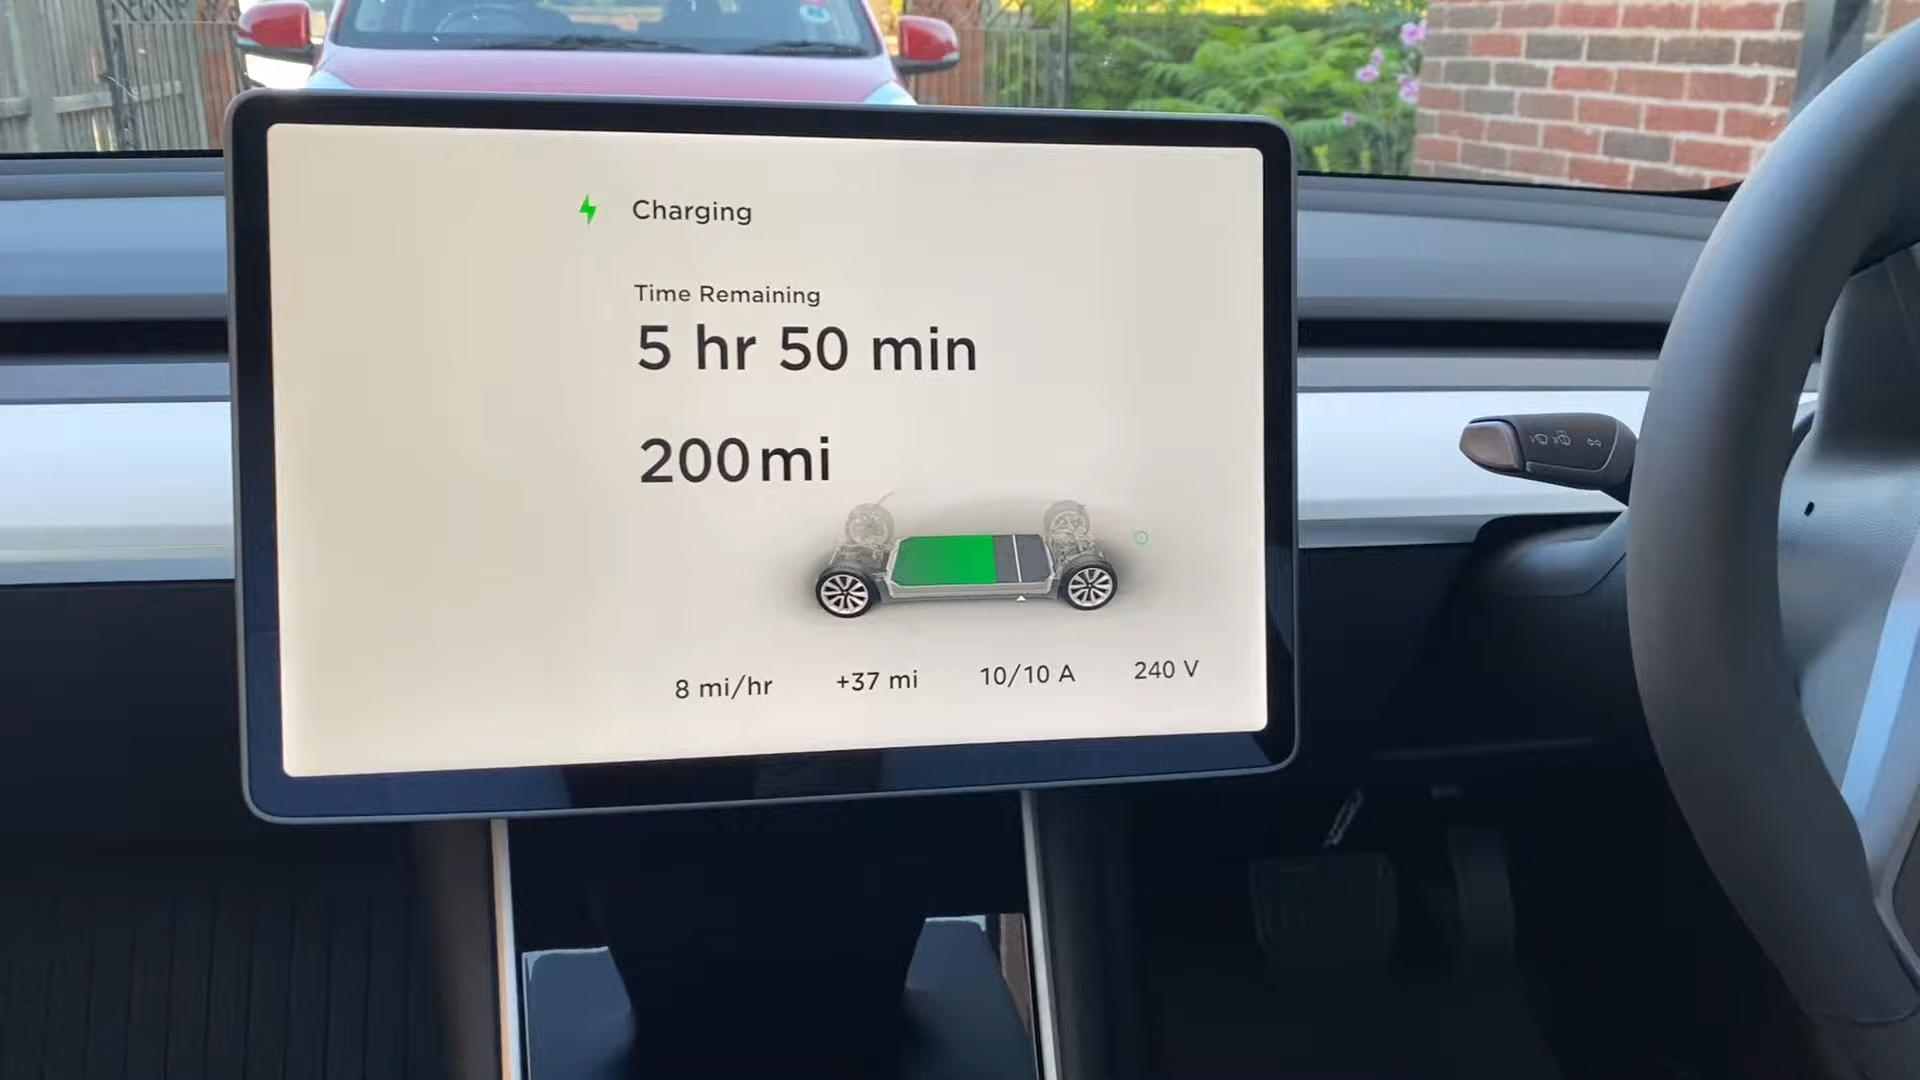 Charging
Time Remaining
5 hr 50 min
200 mi
8 mi/hr
+37 mi
10/10 A
240 V